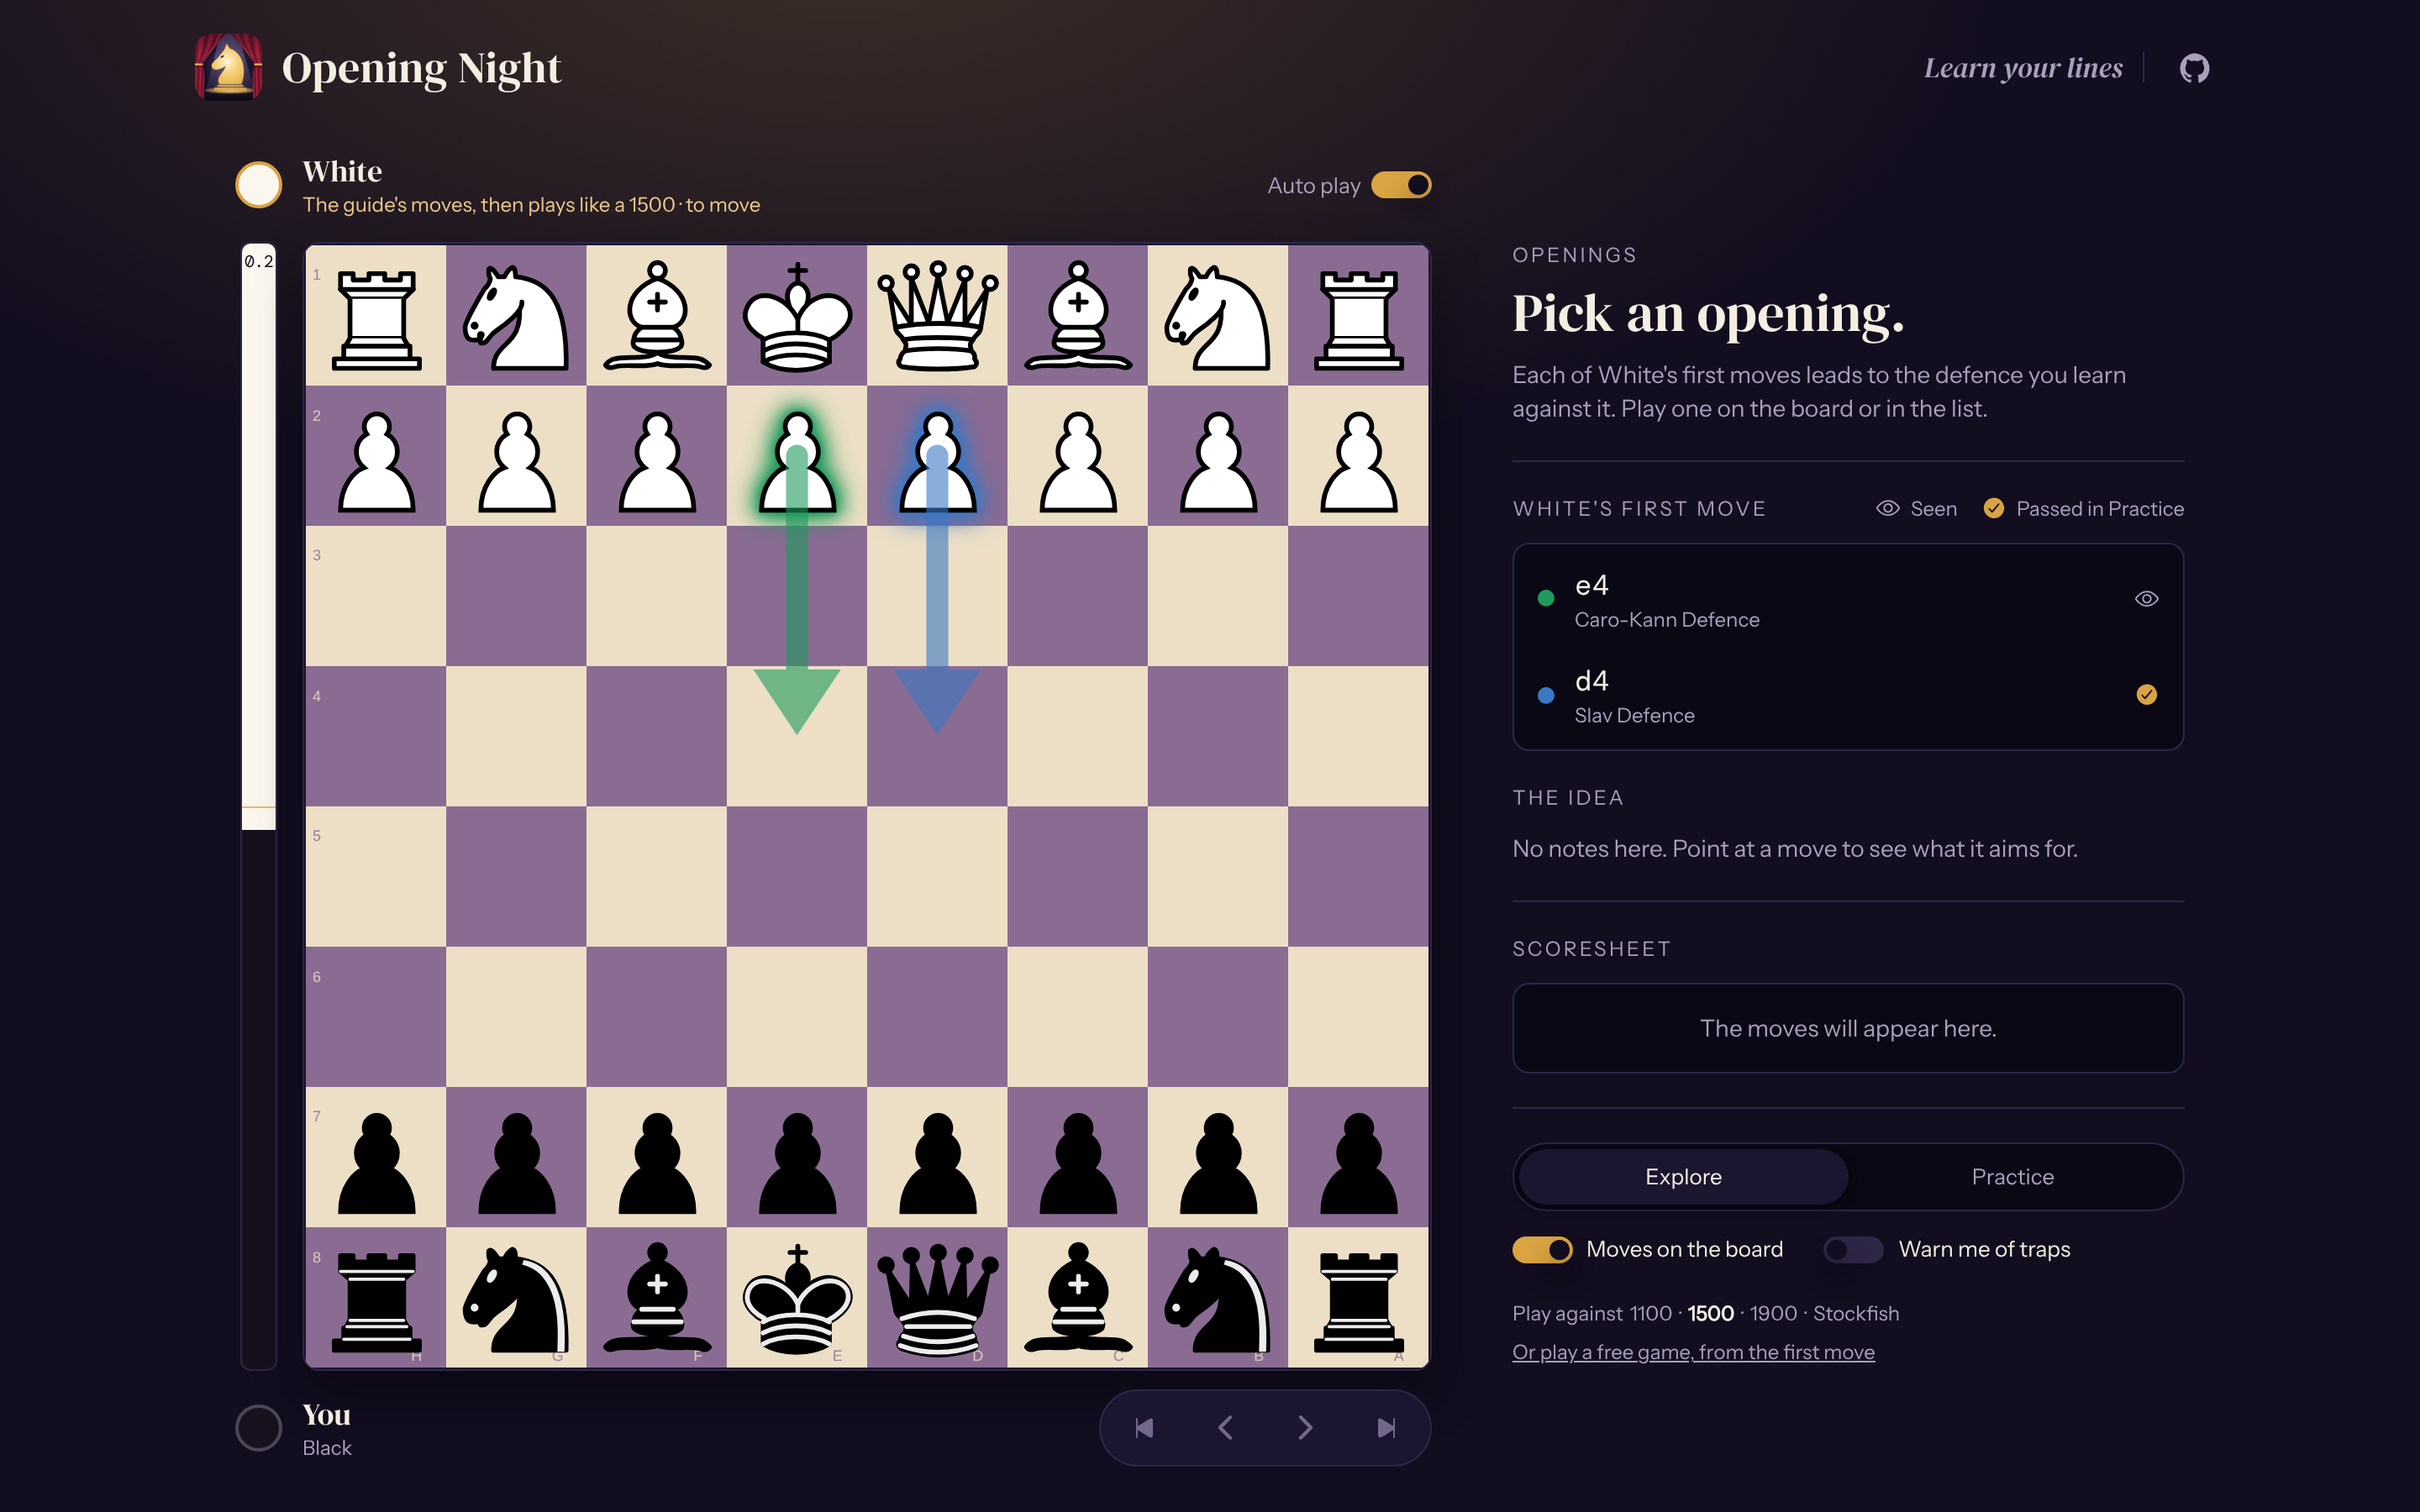 Opening Night
Learn your lines
White
The guide's moves, then plays like a 1500 · to move
Auto play
0.2
1
2
3
4
5
6
7
8
H
G
F
E
D
C
B
A
You
Black
OPENINGS
Pick an opening.
Each of White's first moves leads to the defence you learn
against it. Play one on the board or in the list.
WHITE'S FIRST MOVE
Seen
Passed in Practice
e4
Caro-Kann Defence
d4
Slav Defence
THE IDEA
No notes here. Point at a move to see what it aims for.
SCORESHEET
The moves will appear here.
Explore
Practice
Moves on the board
Warn me of traps
Play against 1100 · 1500 · 1900 · Stockfish
Or play a free game, from the first move